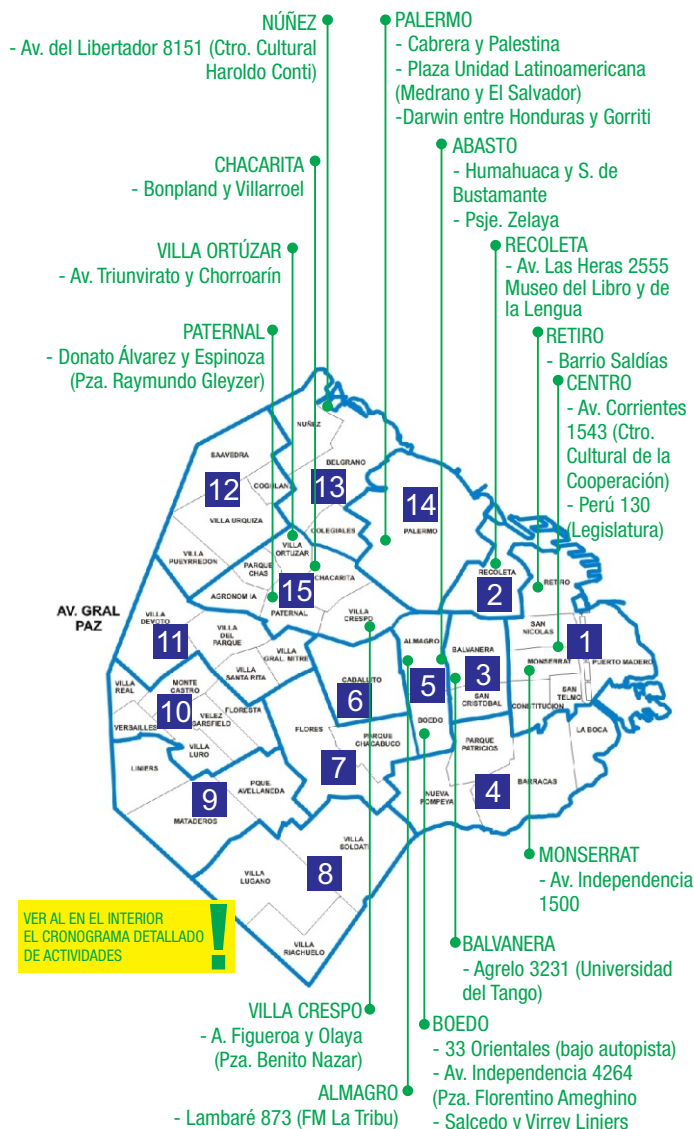 NÚÑEZ
- Av. del Libertador 8151 (Ctro. Cultural
Haroldo Conti)
PALERMO
- Cabrera y Palestina
- Plaza Unidad Latinoamericana
(Medrano y El Salvador)
-Darwin entre Honduras y Gorriti
CHACARITA
- Bonpland y Villarroel
ABASTO
- Humahuaca y S. de
Bustamante
- Psje. Zelaya
VILLA ORTÚZAR
- Av. Triunvirato y Chorroarín
RECOLETA
- Av. Las Heras 2555
Museo del Libro y de
la Lengua
PATERNAL
- Donato Álvarez y Espinoza
(Pza. Raymundo Gleyzer)
RETIRO
- Barrio Saldías
CENTRO
- Av. Corrientes
1543 (Ctro.
Cultural de la
Cooperación)
- Perú 130
(Legislatura)
NUÑEZ
SAAVEDRA
BELGRANO
COGHLAN
12
13
14
VILLA URQUIZA
COLEGIALES
PALERMO
VILLA
PUEYRREDON
VILLA
ORTUZAR
PARQUE
CHAS
CHACARITA
RECOLETA
AGRONOMIA
15
2
RETIRO
PATERNAL
AV. GRAL
PAZ
VILLA
DEVOTO
11
VILLA
DEL
PARQUE
VILLA
CRESPO
SAN
NICOLAS
1
ALMAGRO
BALVANERA
VILLA
GRAL. MITRE
MONSERRAT
PUERTO MADERO
VILLA
SANTA RITA
CABALLITO
6
5
3
VILLA
REAL
MONTE
CASTRO
10
SAN
CRISTOBAL
SAN
TELMO
CONSTITUCION
VERSAILLES
VELEZ
SARSFIELD
FLORESTA
FLORES
BOEDO
LA BOCA
VILLA
LURO
PARQUE
CHACABUCO
PARQUE
PATRICIOS
LINIERS
7
BARRACAS
9
PQUE.
AVELLANEDA
NUEVA
POMPEYA
4
MATADEROS
VILLA
SOLDATI
8
VILLA
LUGANO
VILLA
RIACHUELO
MONSERRAT
- Av. Independencia
1500
VER AL EN EL INTERIOR
EL CRONOGRAMA DETALLADO
DE ACTIVIDADES
!
BALVANERA
- Agrelo 3231 (Universidad
del Tango)
VILLA CRESPO
- A. Figueroa y Olaya
(Pza. Benito Nazar)
BOEDO
- 33 Orientales (bajo autopista)
- Av. Independencia 4264
(Pza. Florentino Ameghino
- Salcedo y Virrey Liniers
ALMAGRO
- Lambaré 873 (FM La Tribu)